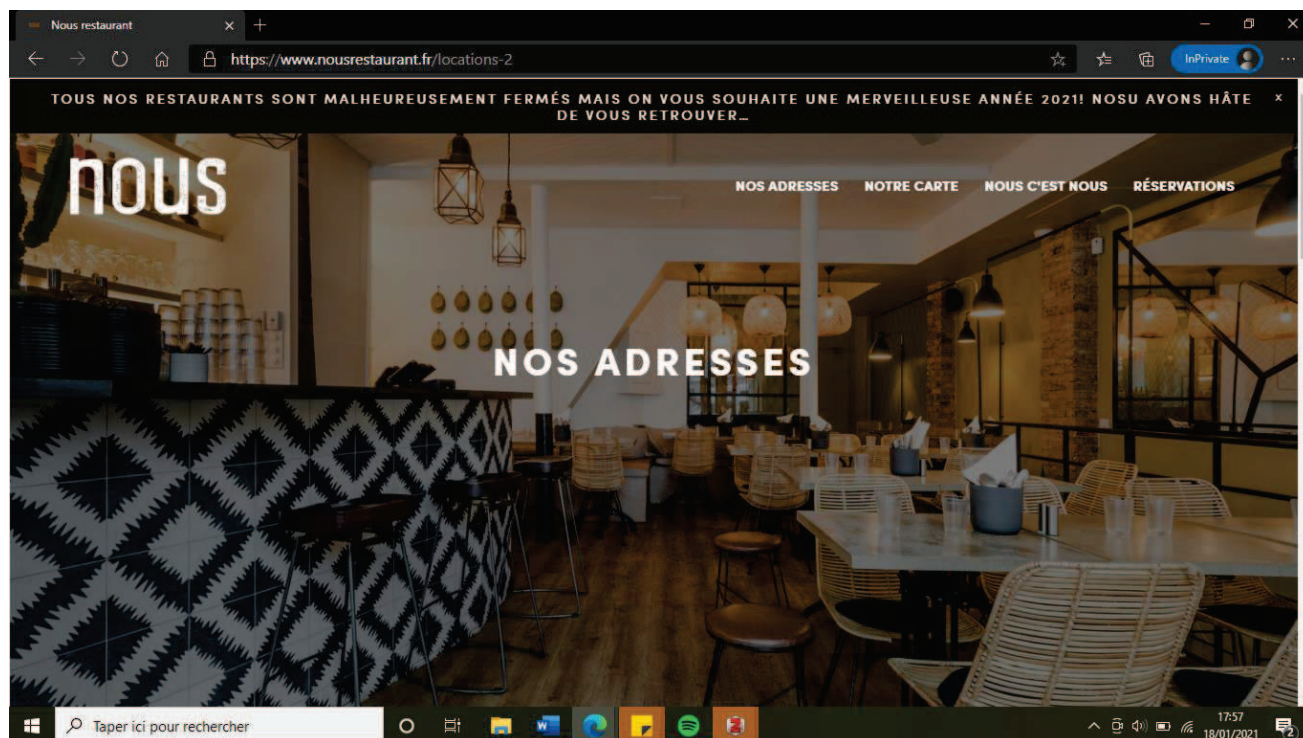 Nous restaurant
https://www.nousrestaurant.fr/locations-2
InPrivate
TOUS NOS RESTAURANTS SONT MALHEUREUSEMENT FERMÉS MAIS ON VOUS SOUHAITE UNE MERVEILLEUSE ANNÉE 2021! NOSU AVONS HÂTE
DE VOUS RETROUVER…
x
nous
NOS ADRESSES NOTRE CARTE NOUS C'EST NOUS RÉSERVATIONS
NOS ADRESSES
Taper ici pour rechercher
17:57
18/01/2021
2